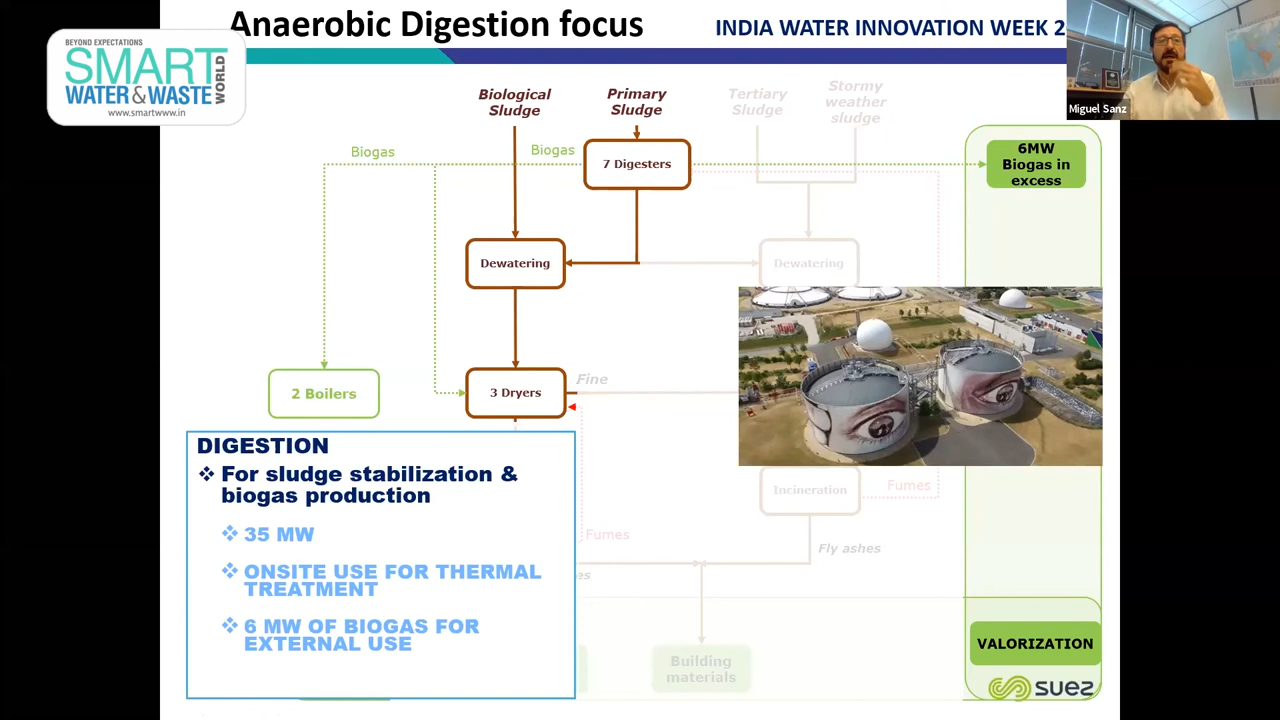 Anaerobic Digestion focus
INDIA WATER INNOVATION WEEK 2
BEYOND EXPECTATIONS
SMART
WATER & WASTE
WORLD
www.smartwww.in
Miguel Sanz
Biological
Sludge
Primary
Sludge
Tertiary
Sludge
Stormy
weather
sludge
Biogas
Biogas
7 Digesters
6MW
Biogas in
excess
Dewatering
Dewatering
2 Boilers
3 Dryers
Fine
DIGESTION
❖ For sludge stabilization &
biogas production
❖ 35 MW
❖ ONSITE USE FOR THERMAL
TREATMENT
❖ 6 MW OF BIOGAS FOR
EXTERNAL USE
Incineration
Fumes
Fumes
Fly ashes
es
Building
materials
VALORIZATION
suez